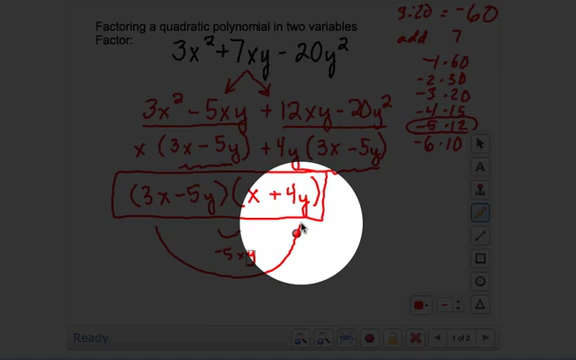 Factoring a quadratic polynomial in two variables
Factor:
3x²+7xy-20y²
3x²-5xy + 12xy-20y²
x (3x-5y) +4y (3x-5y)
(3x-5y)(x+4y)
-5xy
3·20 = -60
add 7
-1·60
-2·30
-3·20
-4·15
-5·12
-6·10
A
100%
Ready
1 of 2